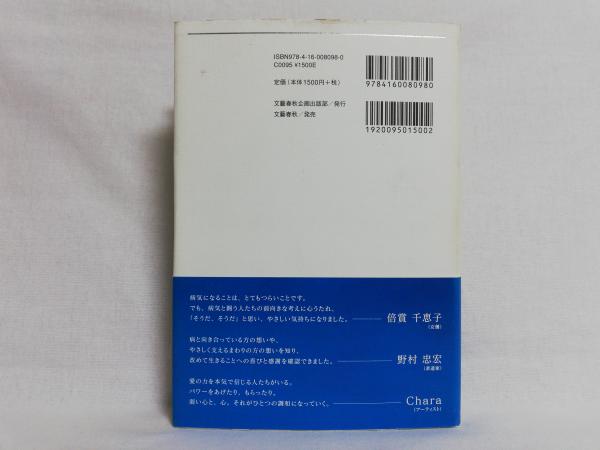 ISBN978-4-16-008098-0
C0095 ¥1500E
定価（本体1500円＋税）
文藝春秋企画出版部／発行
文藝春秋／発売
9784160080980
1920095015002
病気になることは、とてもつらいことです。
でも、病気と闘う人たちの前向きな考えに心うたれ、
「そうだ、そうだ」と思い、やさしい気持ちになりました。
倍賞 千恵子
（女優）
病と向き合っている方の想いや、
やさしく支えるまわりの方の想いを知り、
改めて生きることへの喜びと感謝を確認できました。
野村 忠宏
（柔道家）
愛の力を本気で信じる人たちがいる。
パワーをあげたり、もらったり。
弱い心と、心。それがひとつの調和になっていく。
Chara
（アーティスト）